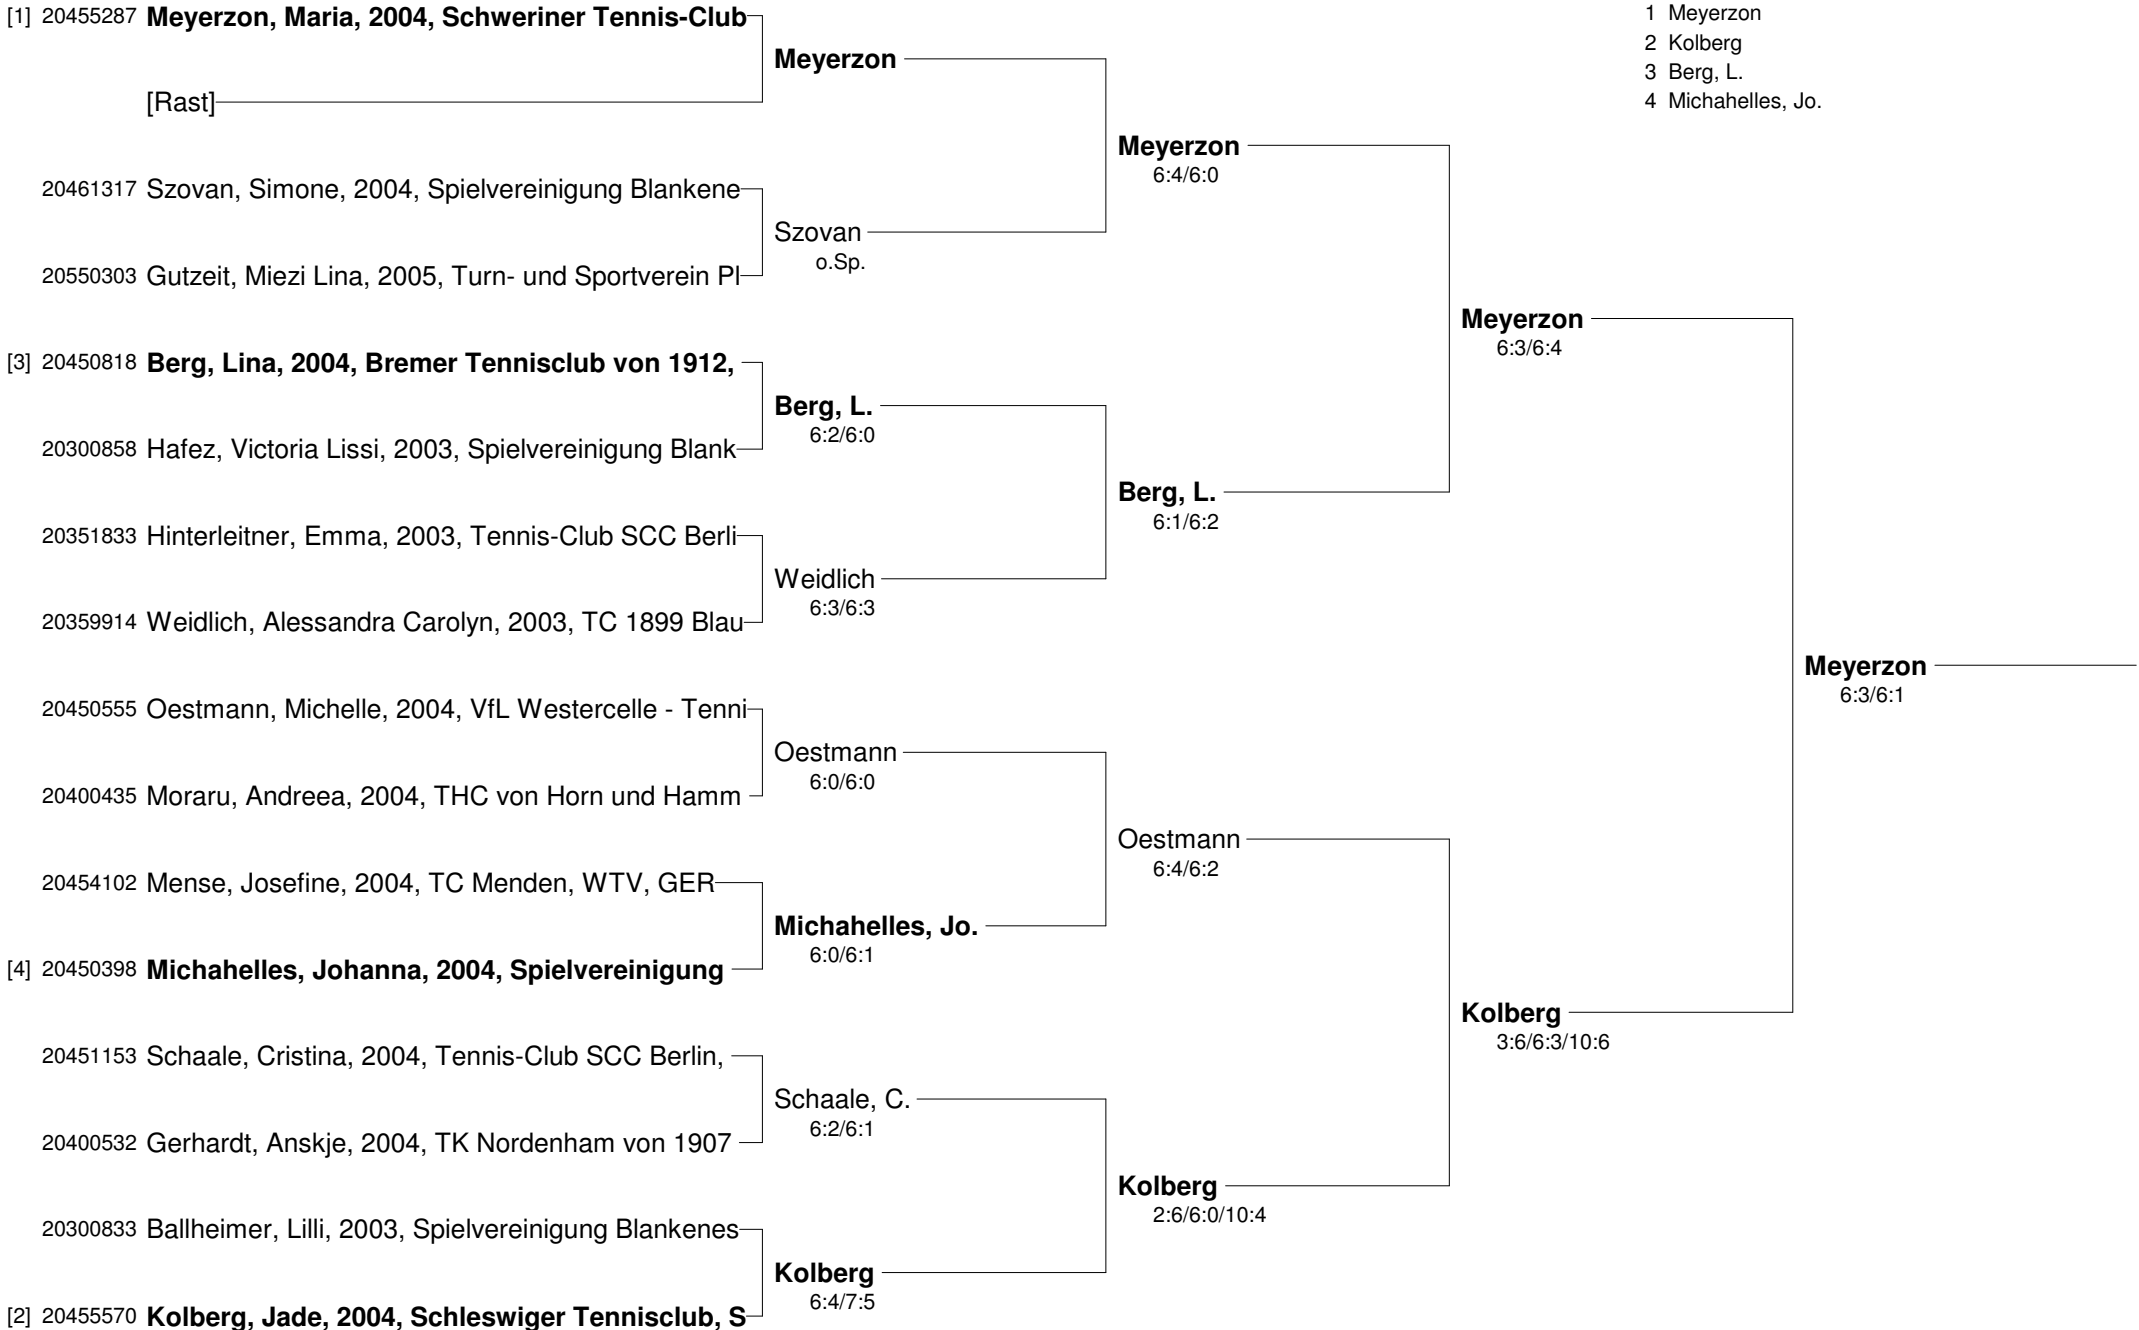 [1] 20455287 Meyerzon, Maria, 2004, Schweriner Tennis-Club
[Rast]
20461317 Szovan, Simone, 2004, Spielvereinigung Blankene
20550303 Gutzeit, Miezi Lina, 2005, Turn- und Sportverein Pl
[3] 20450818 Berg, Lina, 2004, Bremer Tennisclub von 1912,
20300858 Hafez, Victoria Lissi, 2003, Spielvereinigung Blank
20351833 Hinterleitner, Emma, 2003, Tennis-Club SCC Berli
20359914 Weidlich, Alessandra Carolyn, 2003, TC 1899 Blau
20450555 Oestmann, Michelle, 2004, VfL Westercelle - Tenni
20400435 Moraru, Andreea, 2004, THC von Horn und Hamm
20454102 Mense, Josefine, 2004, TC Menden, WTV, GER
[4] 20450398 Michahelles, Johanna, 2004, Spielvereinigung
20451153 Schaale, Cristina, 2004, Tennis-Club SCC Berlin,
20400532 Gerhardt, Anskje, 2004, TK Nordenham von 1907
20300833 Ballheimer, Lilli, 2003, Spielvereinigung Blankenes
[2] 20455570 Kolberg, Jade, 2004, Schleswiger Tennisclub, S
Meyerzon
Szovan
o.Sp.
Berg, L.
6:2/6:0
Weidlich
6:3/6:3
Oestmann
6:0/6:0
Michahelles, Jo.
6:0/6:1
Schaale, C.
6:2/6:1
Kolberg
6:4/7:5
Meyerzon
6:4/6:0
Berg, L.
6:1/6:2
Oestmann
6:4/6:2
Kolberg
2:6/6:0/10:4
Meyerzon
6:3/6:4
Kolberg
3:6/6:3/10:6
Meyerzon
6:3/6:1
1 Meyerzon
2 Kolberg
3 Berg, L.
4 Michahelles, Jo.